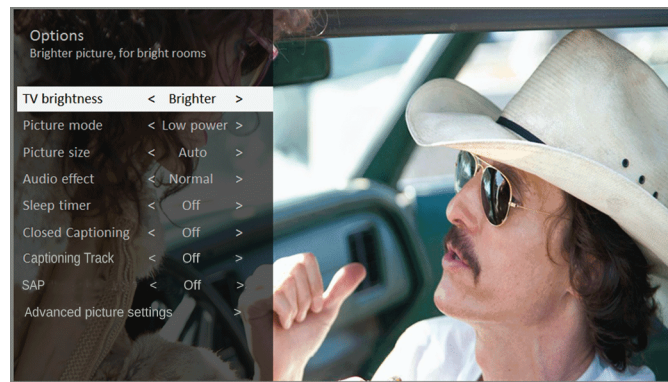 Options
Brighter picture, for bright rooms
TV brightness < Brighter >
Picture mode < Low power >
Picture size < Auto >
Audio effect < Normal >
Sleep timer < Off >
Closed Captioning < Off >
Captioning Track < Off >
SAP < Off >
Advanced picture settings >